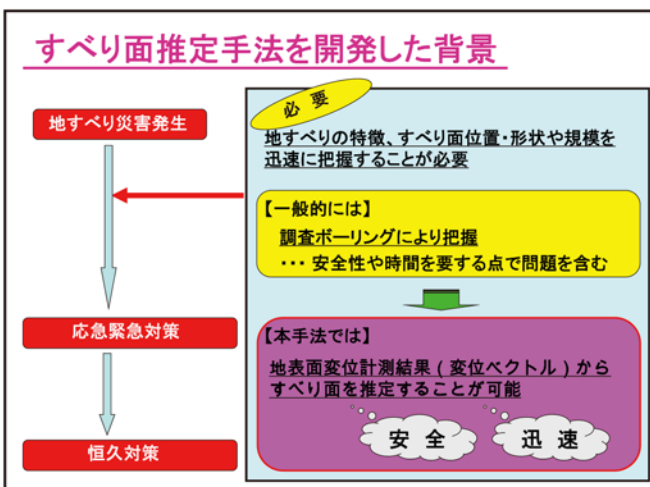 すべり面推定手法を開発した背景
地すべり災害発生
応急緊急対策
恒久対策
必要
地すべりの特徴、すべり面位置・形状や規模を
迅速に把握することが必要
【一般的には】
調査ボーリングにより把握
・・・ 安全性や時間を要する点で問題を含む
【本手法では】
地表面変位計測結果（変位ベクトル）から
すべり面を推定することが可能
安全
迅速